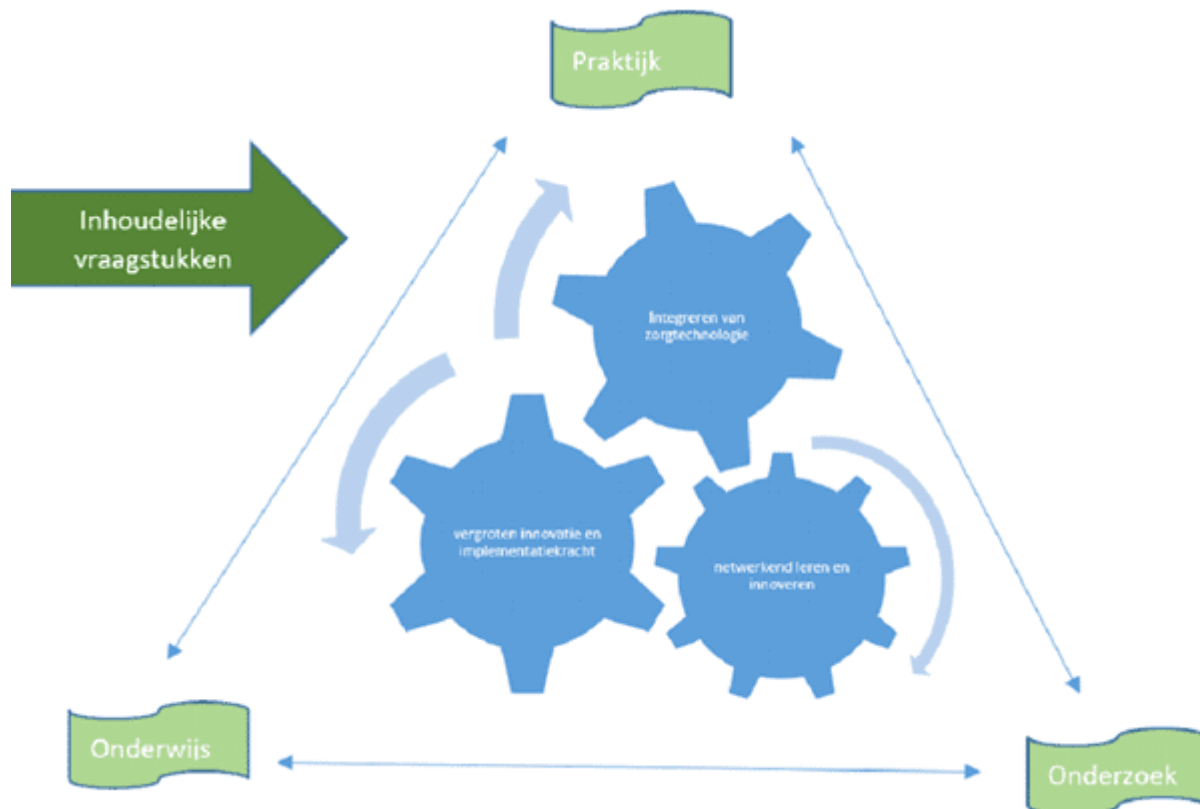 Praktijk
Inhoudelijke
vraagstukken
Integreren van
zorgtechnologie
vergroten innovatie en
implementatiekracht
netwerkend leren en
innoveren
Onderwijs
Onderzoek